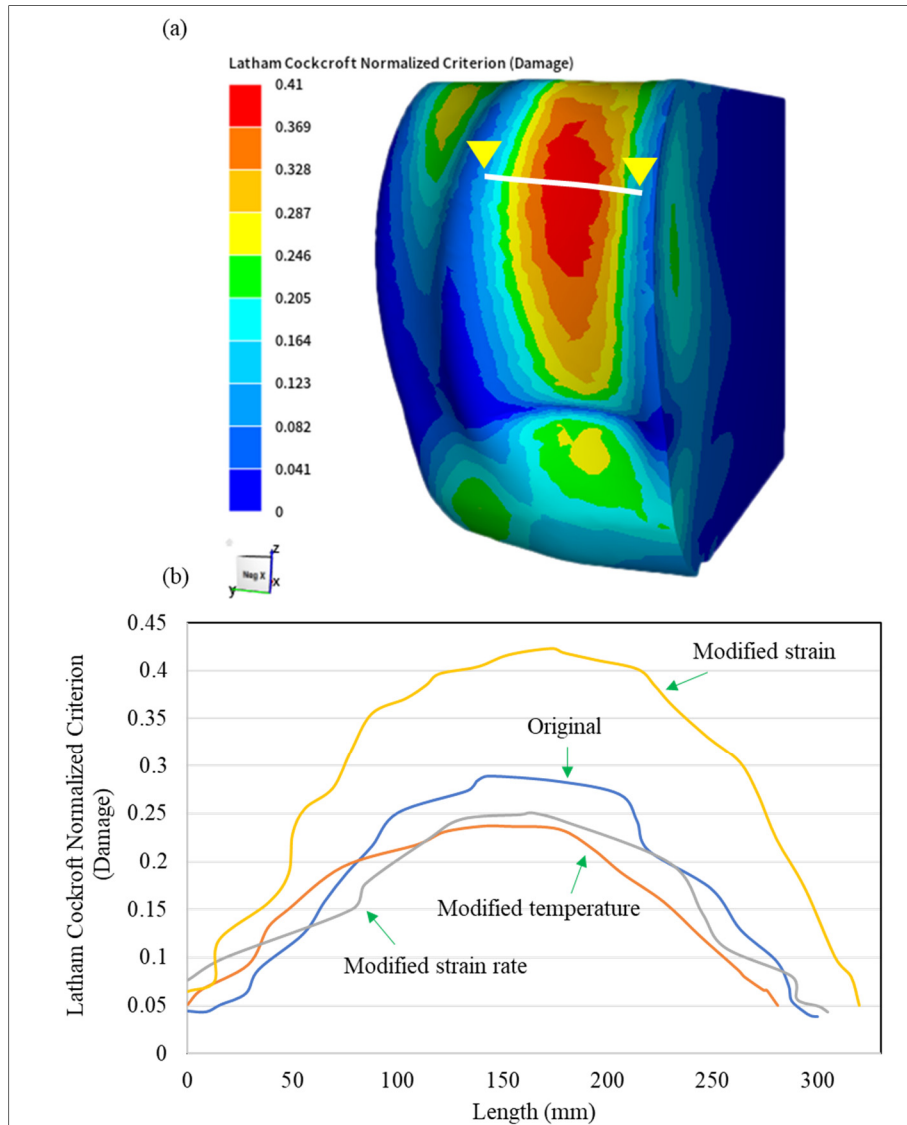 (a)
Latham Cockcroft Normalized Criterion (Damage)
0.41
0.369
0.328
0.287
0.246
0.205
0.164
0.123
0.082
0.041
0
z
Neg X
x
y
(b)
Latham Cockroft Normalized Criterion
(Damage)
0.45
0.4
0.35
0.3
0.25
0.2
0.15
0.1
0.05
0
Modified strain
Original
Modified temperature
Modified strain rate
0
50
100
150
200
250
300
Length (mm)